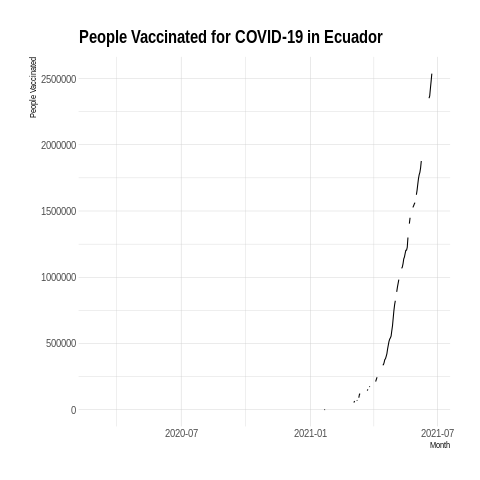 People Vaccinated for COVID-19 in Ecuador
People Vaccinated
2500000
2000000
1500000
1000000
500000
0
2020-07 2021-01 2021-07
Month